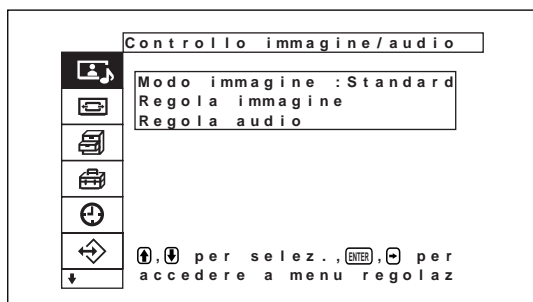 Controllo immagine/audio
Modo immagine :Standard
Regola immagine
Regola audio
↑,↓ per selez.,ENTER,→ per
accedere a menu regolaz